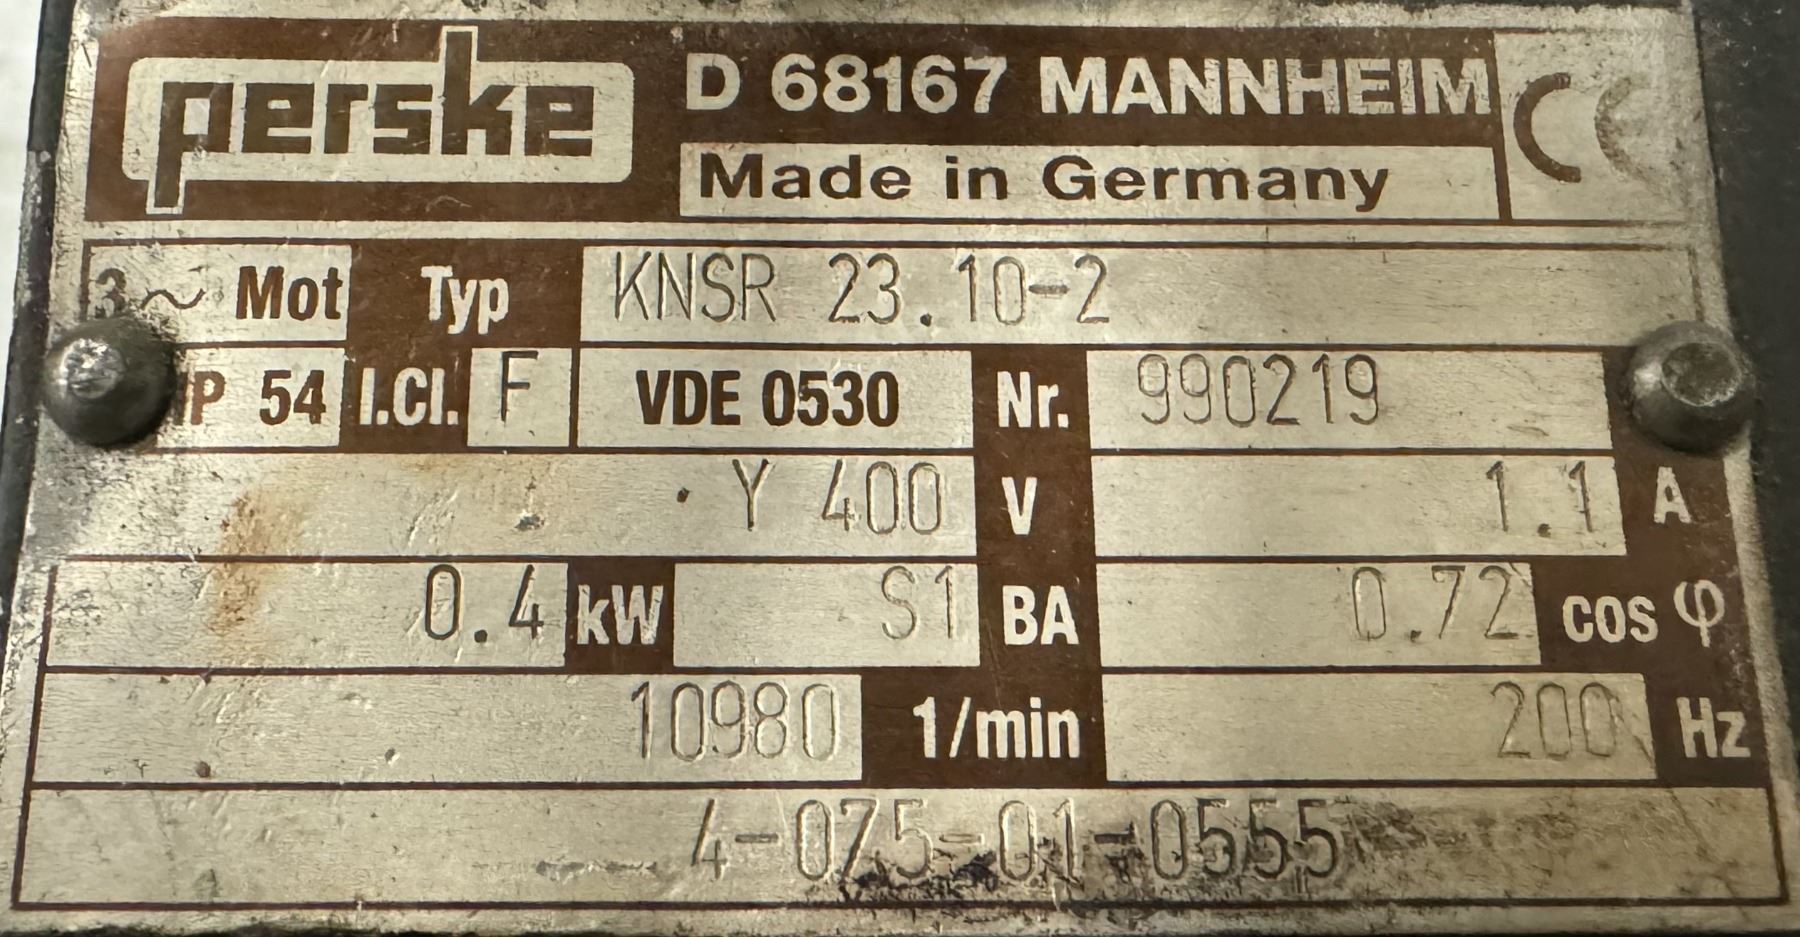 perske
D 68167 MANNHEIM
Made in Germany
CE
3 ~ Mot Typ KNSR 23.10-2
P 54 I.Cl. F VDE 0530 Nr. 990219
Y 400 V 1.1 A
0.4 kW S1 BA 0.72 cos φ
10980 1/min 200 Hz
4-075-01-0555